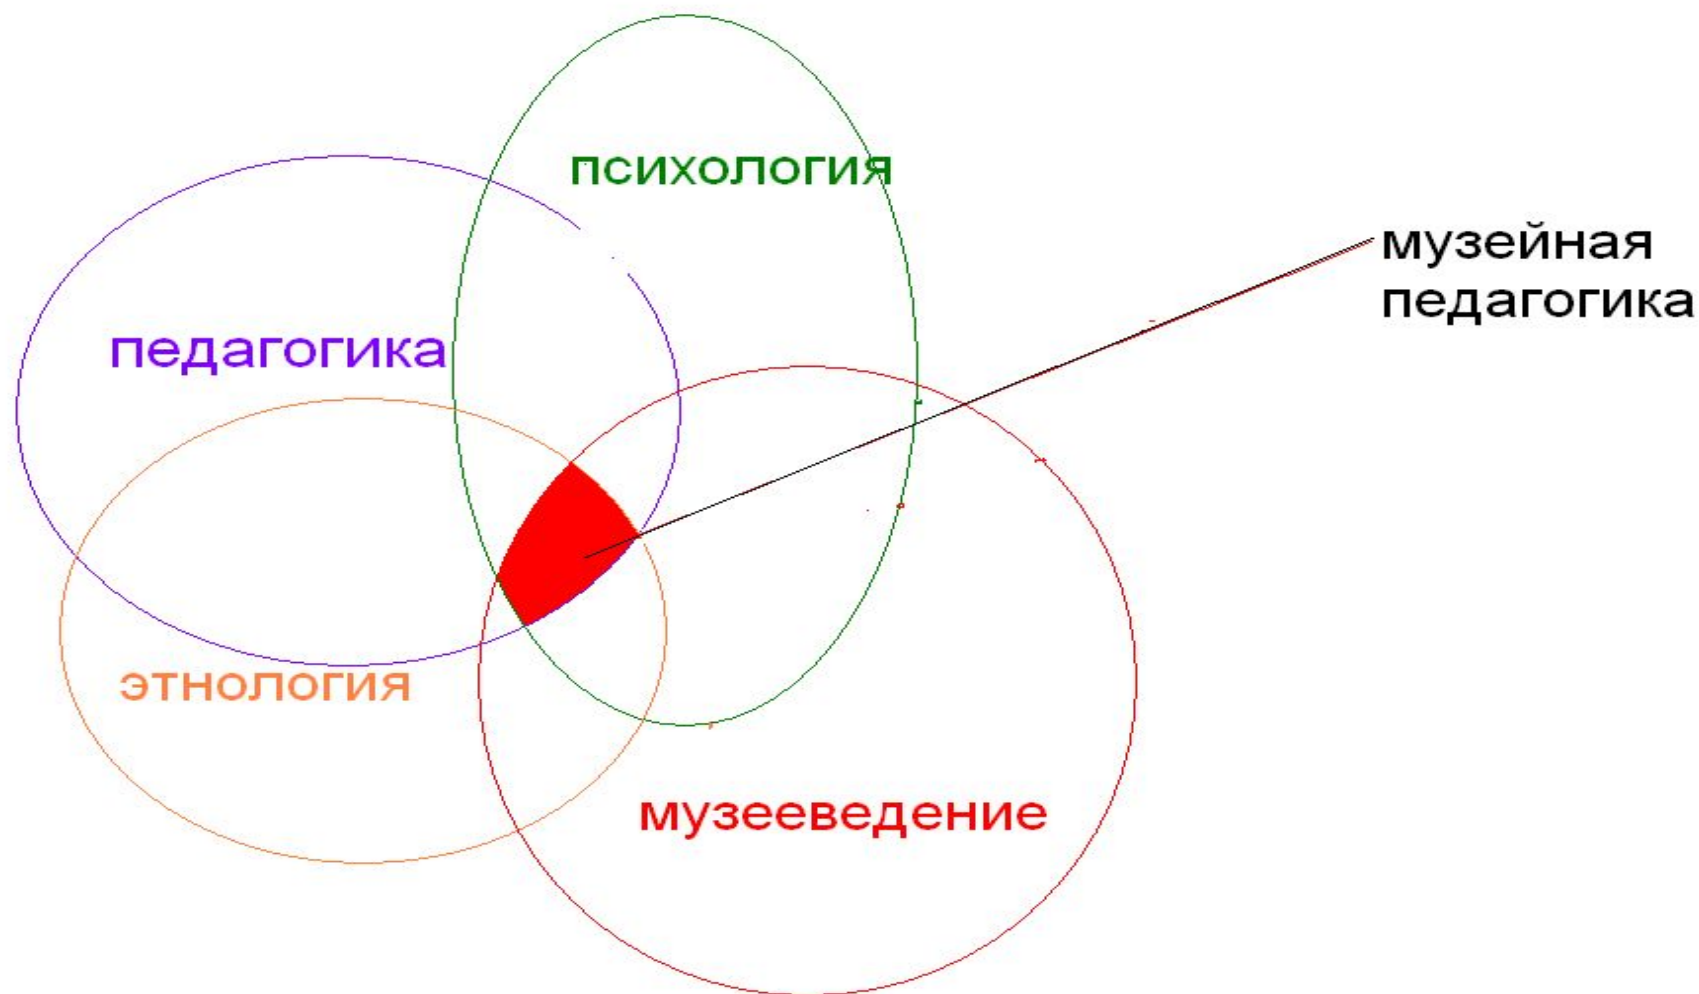 психология
музейная
педагогика
педагогика
этнология
музееведение